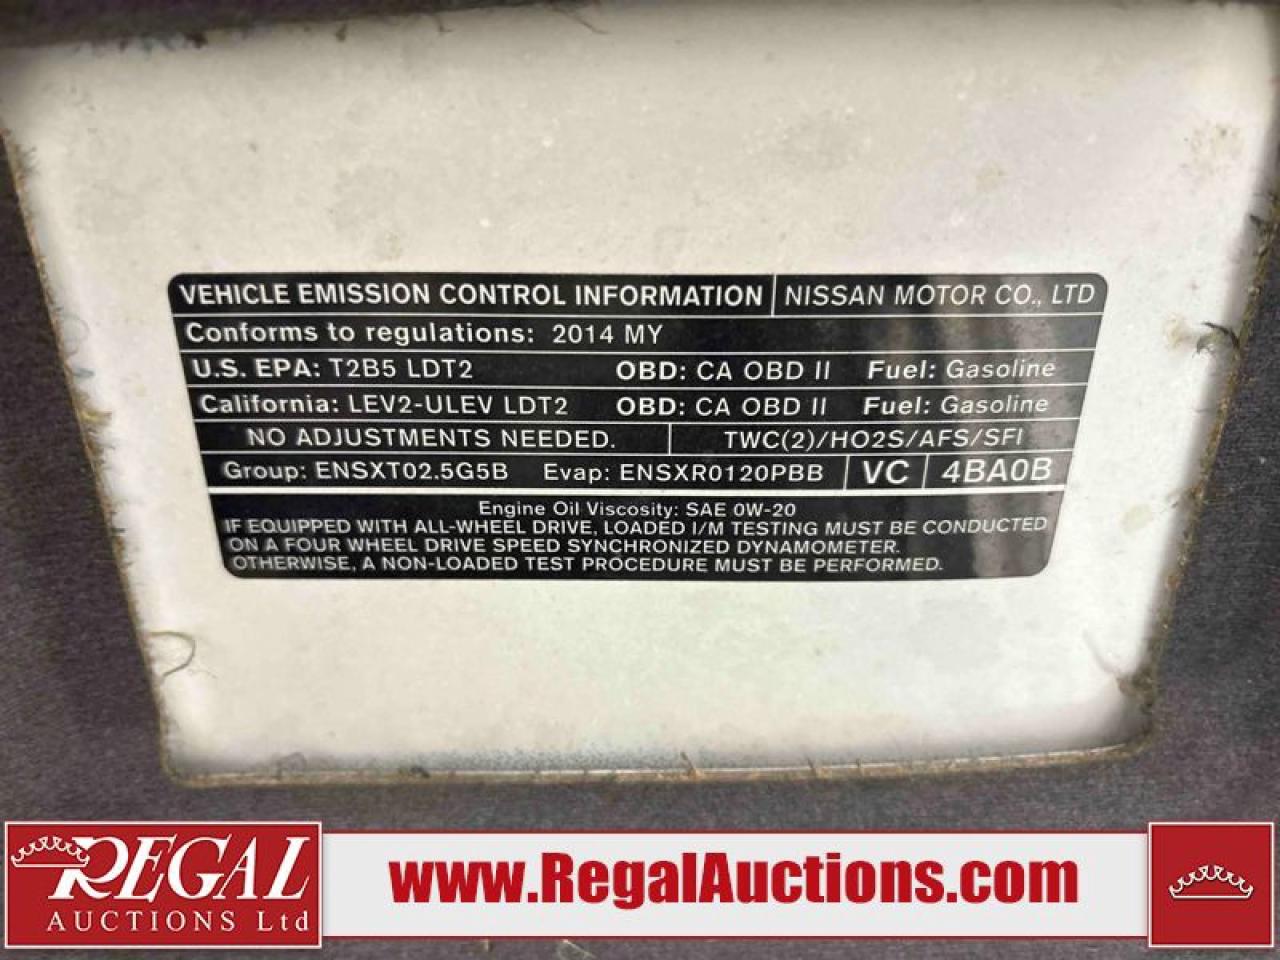 VEHICLE EMISSION CONTROL INFORMATION NISSAN MOTOR CO., LTD
Conforms to regulations: 2014 MY
U.S. EPA: T2B5 LDT2 OBD: CA OBD II Fuel: Gasoline
California: LEV2-ULEV LDT2 OBD: CA OBD II Fuel: Gasoline
NO ADJUSTMENTS NEEDED. TWC(2)/HO2S/AFS/SFI
Group: ENSXT02.5G5B Evap: ENSXR0120PBB VC 4BA0B
Engine Oil Viscosity: SAE 0W-20
IF EQUIPPED WITH ALL-WHEEL DRIVE, LOADED I/M TESTING MUST BE CONDUCTED
ON A FOUR WHEEL DRIVE SPEED SYNCHRONIZED DYNAMOMETER.
OTHERWISE, A NON-LOADED TEST PROCEDURE MUST BE PERFORMED.
REGAL
AUCTIONS Ltd
www.RegalAuctions.com